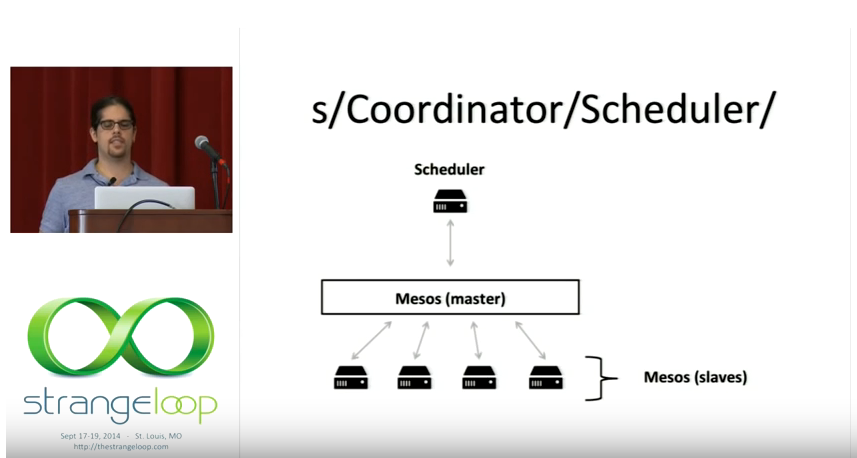 s/Coordinator/Scheduler/
Scheduler
Mesos (master)
Mesos (slaves)
strangeloop
Sept 17-19, 2014 - St. Louis, MO
http://thestrangeloop.com